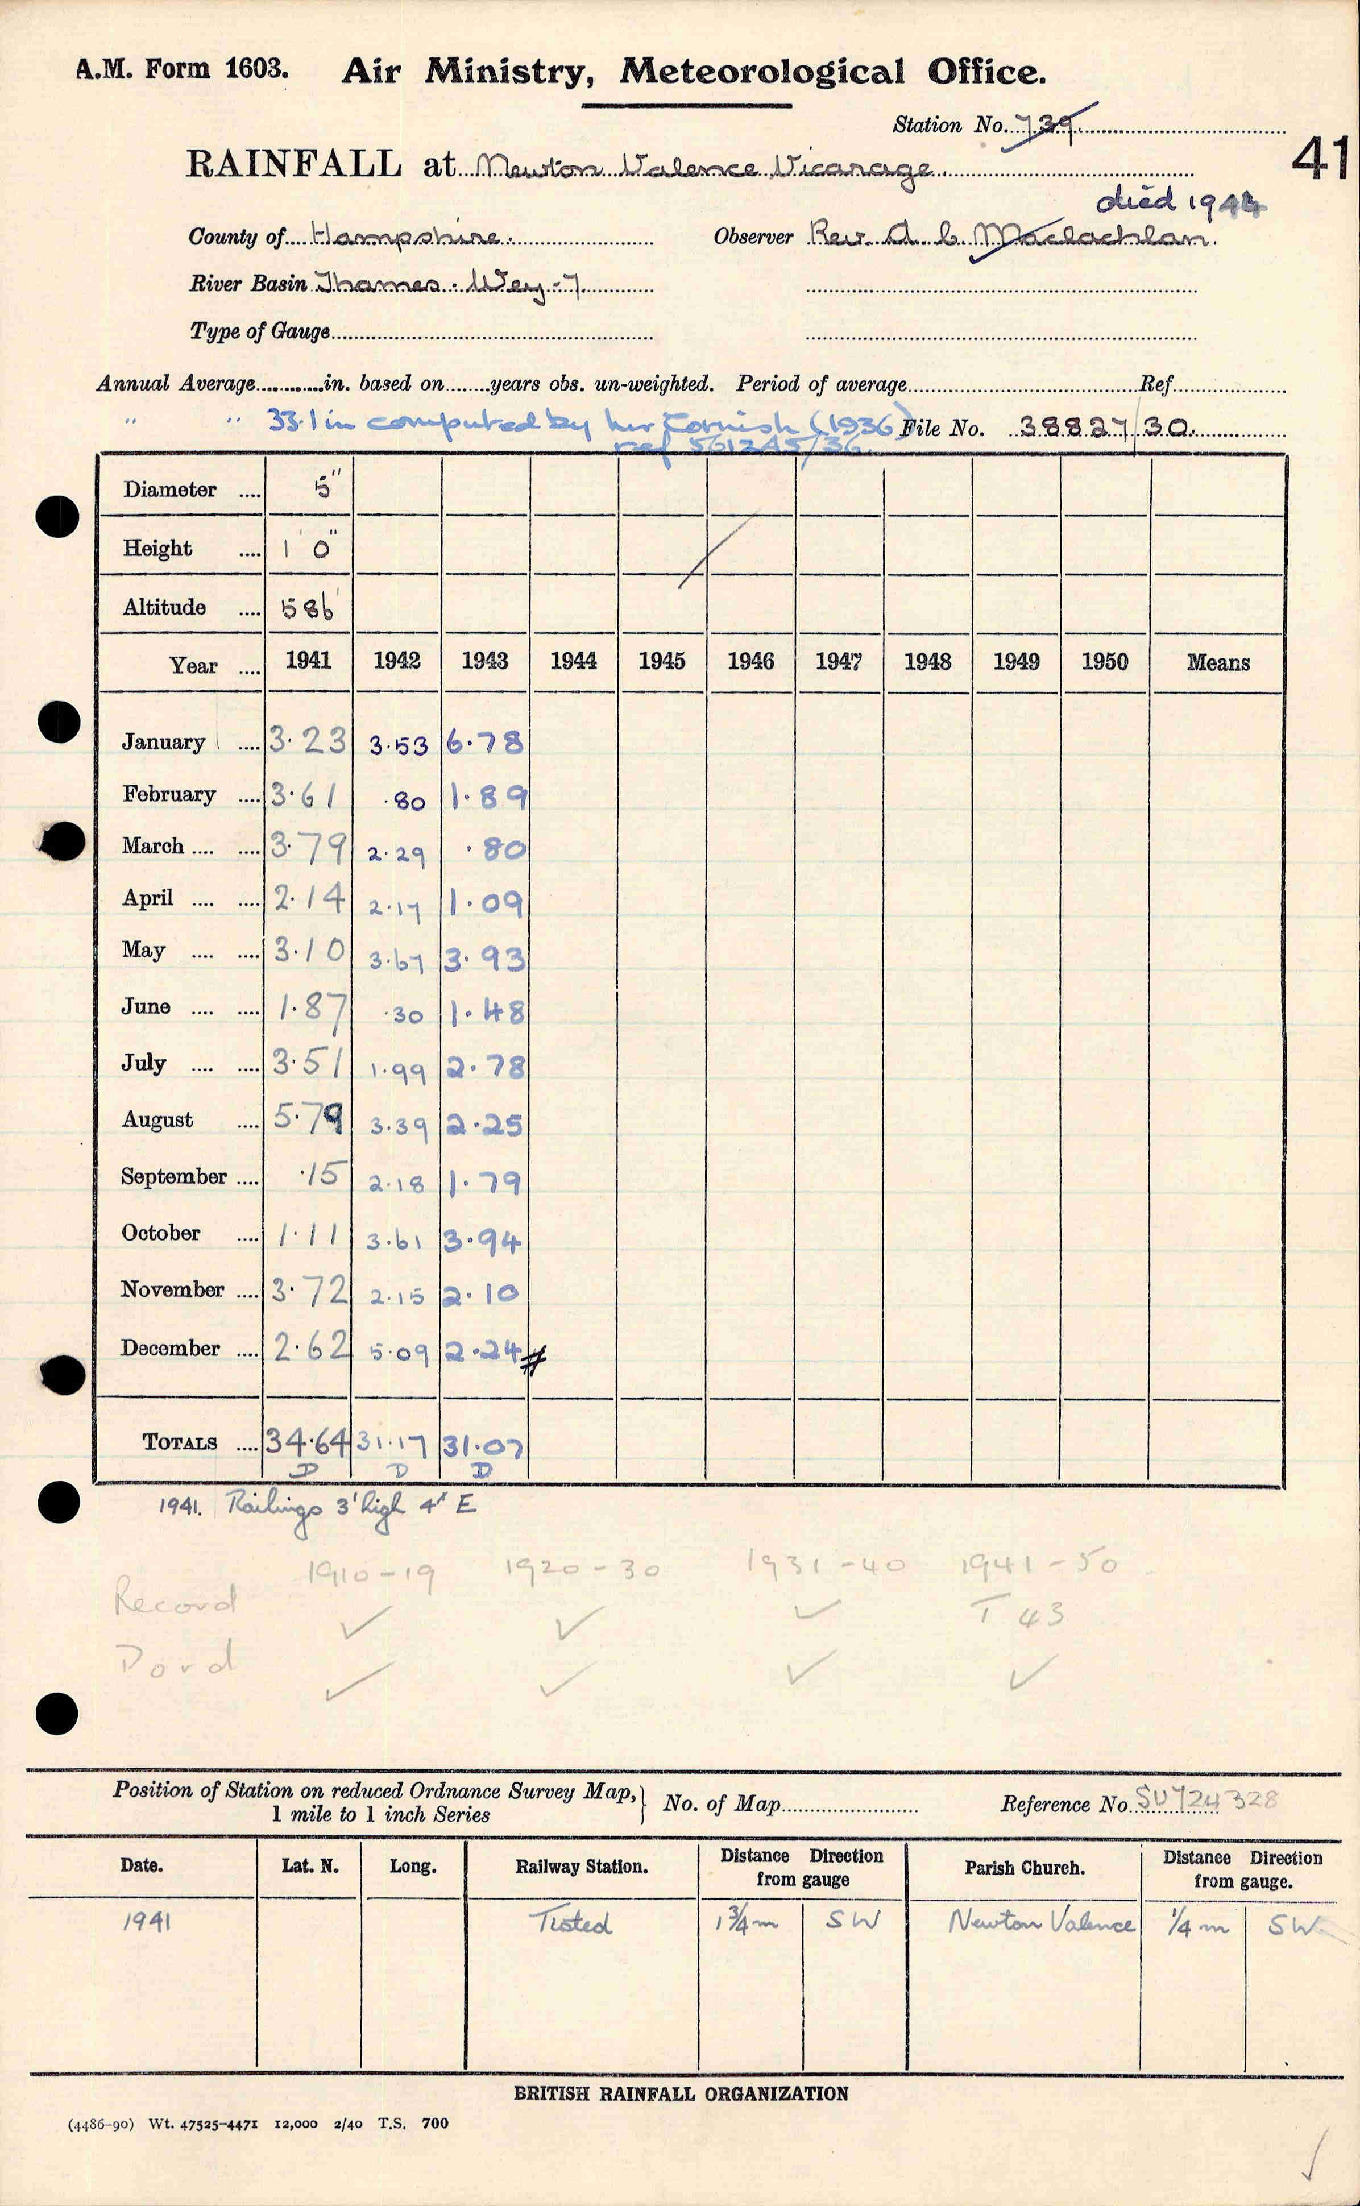 A.M. Form 1603. Air Ministry, Meteorological Office.
Station No. 739
41
RAINFALL at Newton Valence Vicarage.
died 1944
County of Hampshire. Observer Rev. A. C. Maclachlan.
River Basin Thames. Wey-7
Type of Gauge
Annual Average in. based on years obs. un-weighted. Period of average Ref
" " 33.1in computed by Mr Cornish (1936) File No. 38827/30.
ref 561245/36
Diameter .... 5"
Height .... 1' 0"
Altitude .... 586'
Year .... 1941 1942 1943 1944 1945 1946 1947 1948 1949 1950 Means
January .... 3.23 3.53 6.78
February .... 3.61 .80 1.89
March .... .... 3.79 2.29 .80
April .... .... 2.14 2.17 1.09
May .... .... 3.10 3.67 3.93
June .... .... 1.87 .30 1.48
July .... .... 3.51 1.99 2.78
August .... 5.79 3.39 2.25
September .... .15 2.18 1.79
October .... 1.11 3.61 3.94
November .... 3.72 2.15 2.10
December .... 2.62 5.09 2.24 #
TOTALS .... 34.64 31.17 31.07
D D D
1941. Railings 3' high 4' E
1910-19 1920-30 1931-40 1941-50
Record ✓ ✓ ✓ T 43
D ord ✓ ✓ ✓ ✓
Position of Station on reduced Ordnance Survey Map, 1 mile to 1 inch Series } No. of Map Reference No. SU724328
Date. Lat. N. Long. Railway Station. Distance Direction from gauge Parish Church. Distance Direction from gauge.
1941 Tisted 1¾ m SW Newton Valence ¼ m SW
BRITISH RAINFALL ORGANIZATION
(4486-90) Wt. 47525-4471 12,000 2/40 T.S. 700